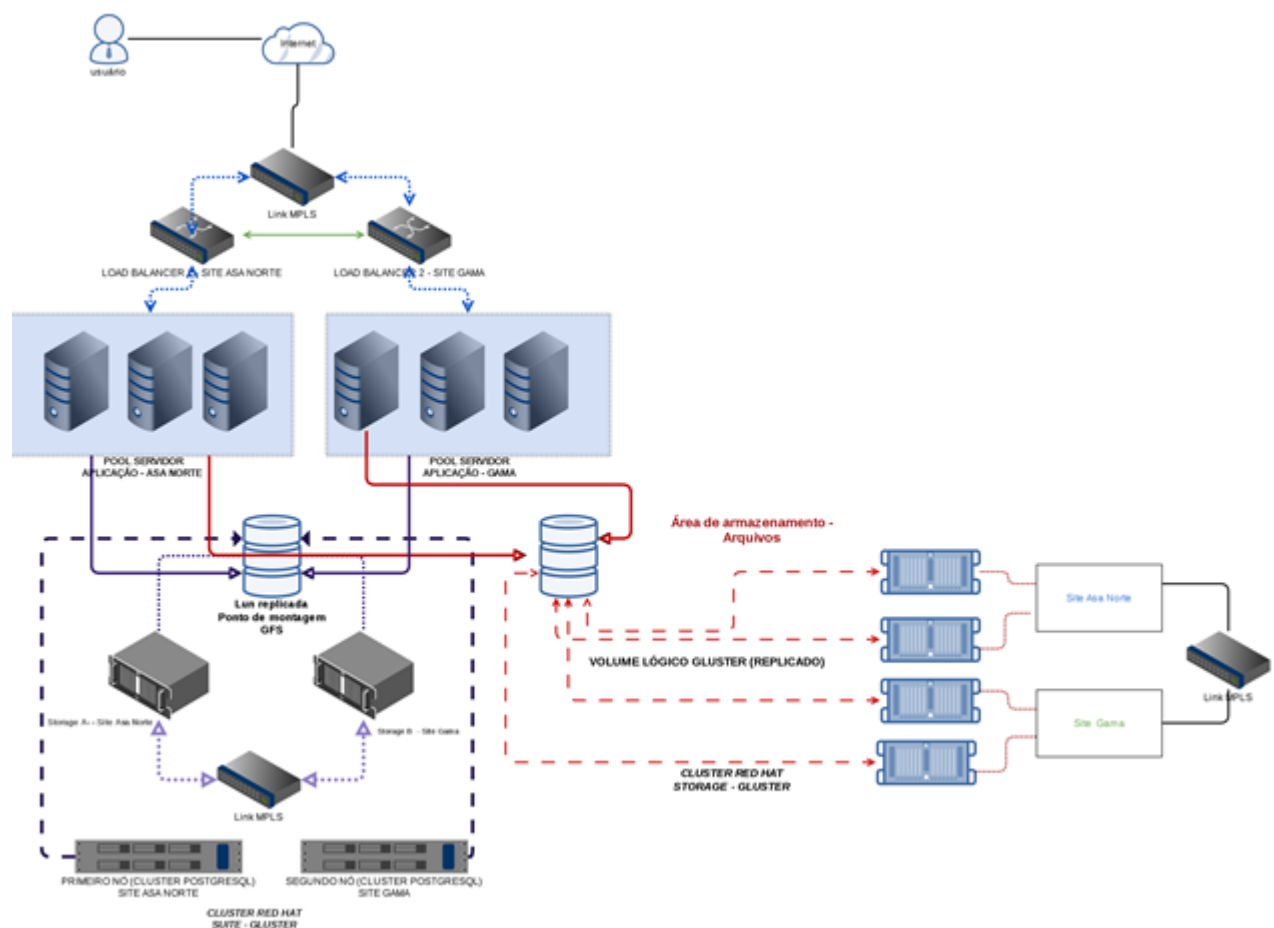 Internet
usuário
Link MPLS
LOAD BALANCER - SITE ASA NORTE
LOAD BALANCER 2 - SITE GAMA
POOL SERVIDOR
APLICAÇÃO - ASA NORTE
POOL SERVIDOR
APLICAÇÃO - GAMA
Área de armazenamento -
Arquivos
Lun replicada
Ponto de montagem
GFS
Site Asa Norte
VOLUME LÓGICO GLUSTER (REPLICADO)
Link MPLS
Storage A- - Site Asa Norte
Storage B - Site Gama
Site Gama
CLUSTER RED HAT
STORAGE - GLUSTER
Link MPLS
PRIMEIRO NÓ (CLUSTER POSTGRESQL)
SITE ASA NORTE
SEGUNDO NÓ (CLUSTER POSTGRESQL)
SITE GAMA
CLUSTER RED HAT
SUITE - GLUSTER